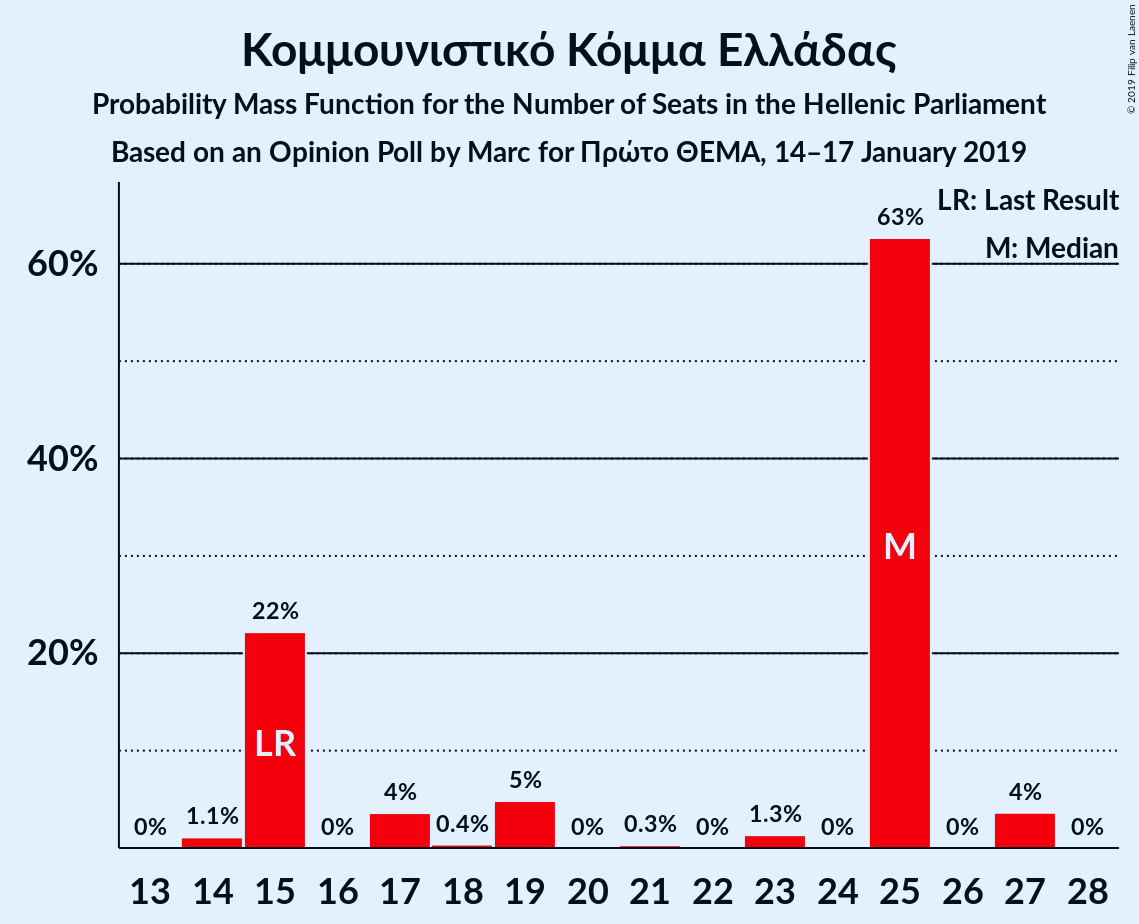 Κομμουνιστικό Κόμμα Ελλάδας
Probability Mass Function for the Number of Seats in the Hellenic Parliament
Based on an Opinion Poll by Marc for Πρώτο ΘΕΜΑ, 14–17 January 2019
© 2019 Filip van Laenen
LR: Last Result
M: Median
60%
40%
20%
0% 1.1% 22% 0% 4% 0.4% 5% 0% 0.3% 0% 1.3% 0% 63% 0% 4% 0%
LR
M
13 14 15 16 17 18 19 20 21 22 23 24 25 26 27 28